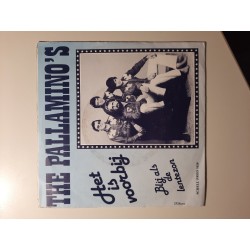 THE PALLAMINO'S
Het
is
voorbij
Blij als
de
lentezon